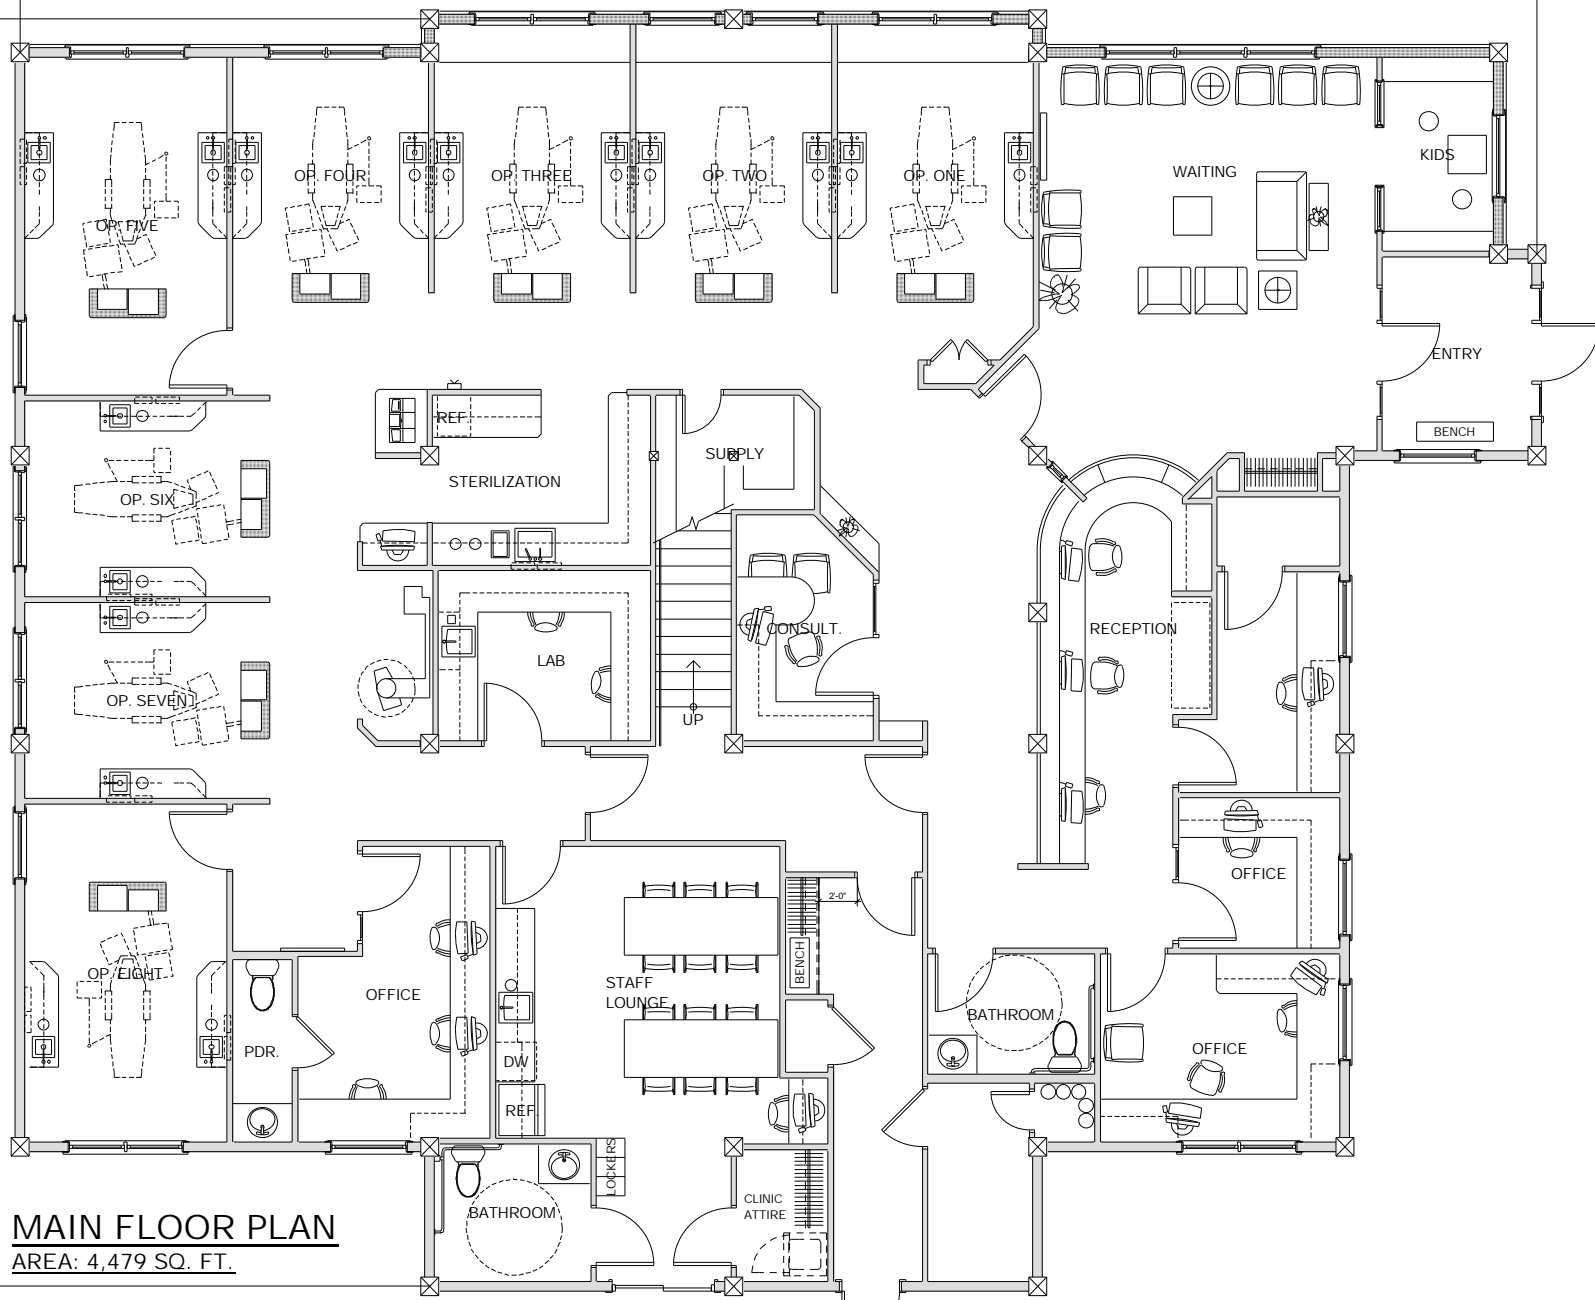 KIDS
WAITING
OP. FOUR
OP. THREE
OP. TWO
OP. ONE
OP. FIVE
ENTRY
BENCH
REF.
SUPPLY
STERILIZATION
OP. SIX
CONSULT.
RECEPTION
LAB
OP. SEVEN
UP
OFFICE
2'-0"
BENCH
OP. EIGHT
STAFF
LOUNGE
OFFICE
BATHROOM
PDR.
OFFICE
DW
REF.
LOCKERS
CLINIC
ATTIRE
BATHROOM
MAIN FLOOR PLAN
AREA: 4,479 SQ. FT.